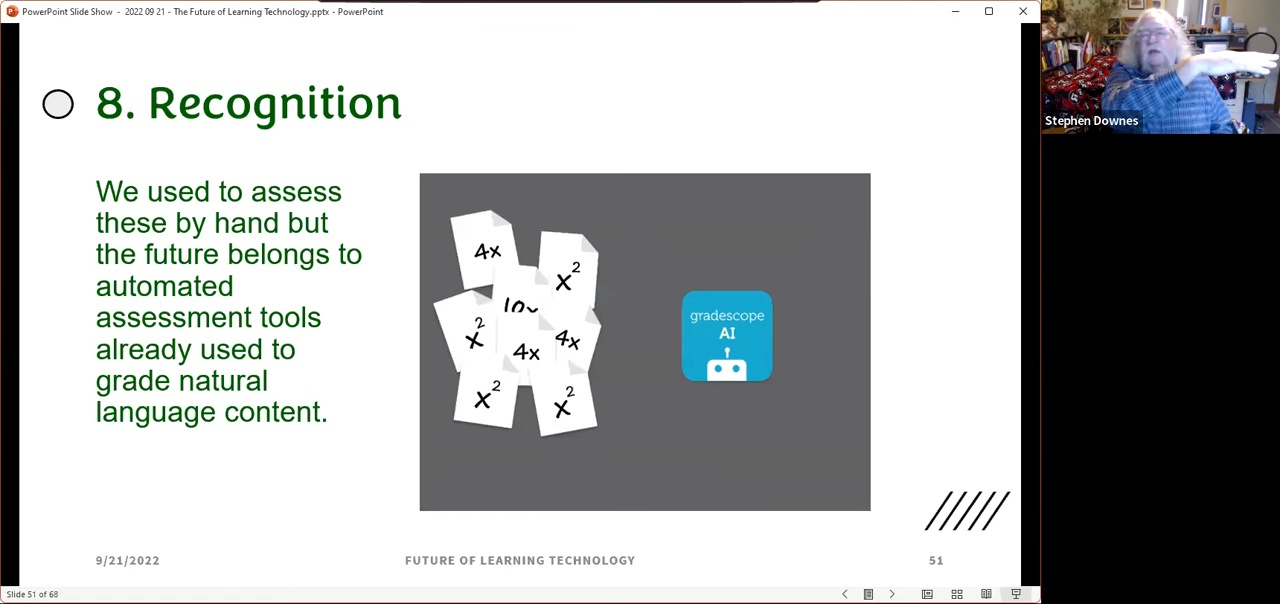 PowerPoint Slide Show - 2022 09 21 - The Future of Learning Technology.pptx - PowerPoint
8. Recognition
We used to assess
these by hand but
the future belongs to
automated
assessment tools
already used to
grade natural
language content.
4x
x²
10x
x²
4x
4x
x²
x²
gradescope
AI
9/21/2022
FUTURE OF LEARNING TECHNOLOGY
51
Slide 51 of 68
Stephen Downes